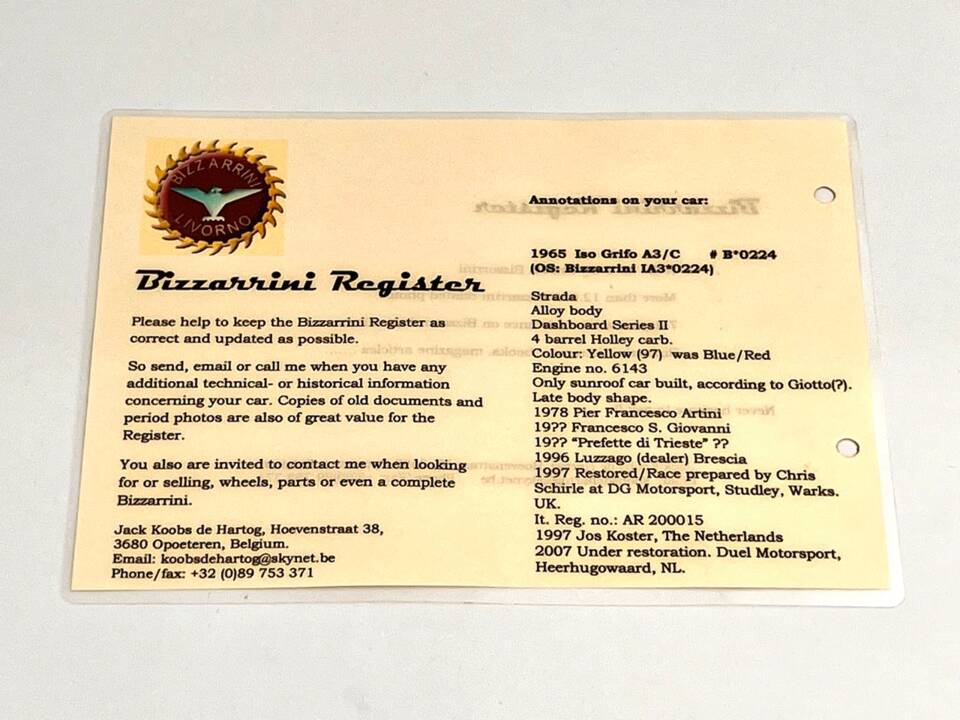 BIZZARRINI
LIVORNO
Bizzarrini Register
Please help to keep the Bizzarrini Register as
correct and updated as possible.
So send, email or call me when you have any
additional technical- or historical information
concerning your car. Copies of old documents and
period photos are also of great value for the
Register.
You also are invited to contact me when looking
for or selling, wheels, parts or even a complete
Bizzarrini.
Jack Koobs de Hartog, Hoevenstraat 38,
3680 Opoeteren, Belgium.
Email: koobsdehartog@skynet.be
Phone/fax: +32 (0)89 753 371
Annotations on your car:
1965 Iso Grifo A3/C # B*0224
(OS: Bizzarrini IA3*0224)
Strada
Alloy body
Dashboard Series II
4 barrel Holley carb.
Colour: Yellow (97) was Blue/Red
Engine no. 6143
Only sunroof car built, according to Giotto(?).
Late body shape.
1978 Pier Francesco Artini
19?? Francesco S. Giovanni
19?? “Prefette di Trieste” ??
1996 Luzzago (dealer) Brescia
1997 Restored/Race prepared by Chris
Schirle at DG Motorsport, Studley, Warks.
UK.
It. Reg. no.: AR 200015
1997 Jos Koster, The Netherlands
2007 Under restoration. Duel Motorsport,
Heerhugowaard, NL.